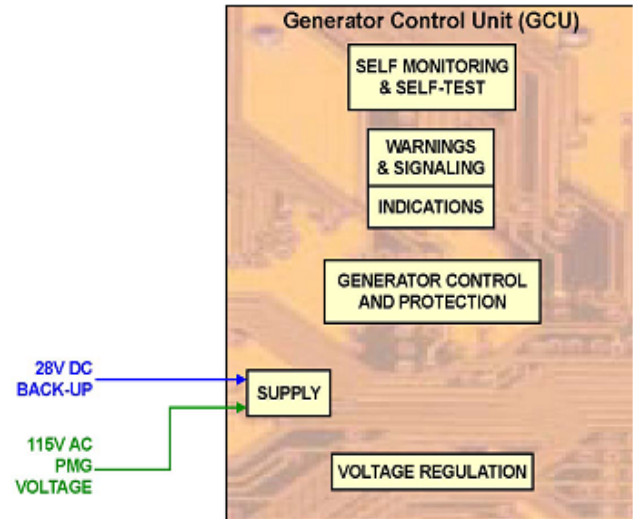 Generator Control Unit (GCU)
SELF MONITORING
& SELF-TEST
WARNINGS
& SIGNALING
INDICATIONS
GENERATOR CONTROL
AND PROTECTION
28V DC
BACK-UP
SUPPLY
115V AC
PMG
VOLTAGE
VOLTAGE REGULATION